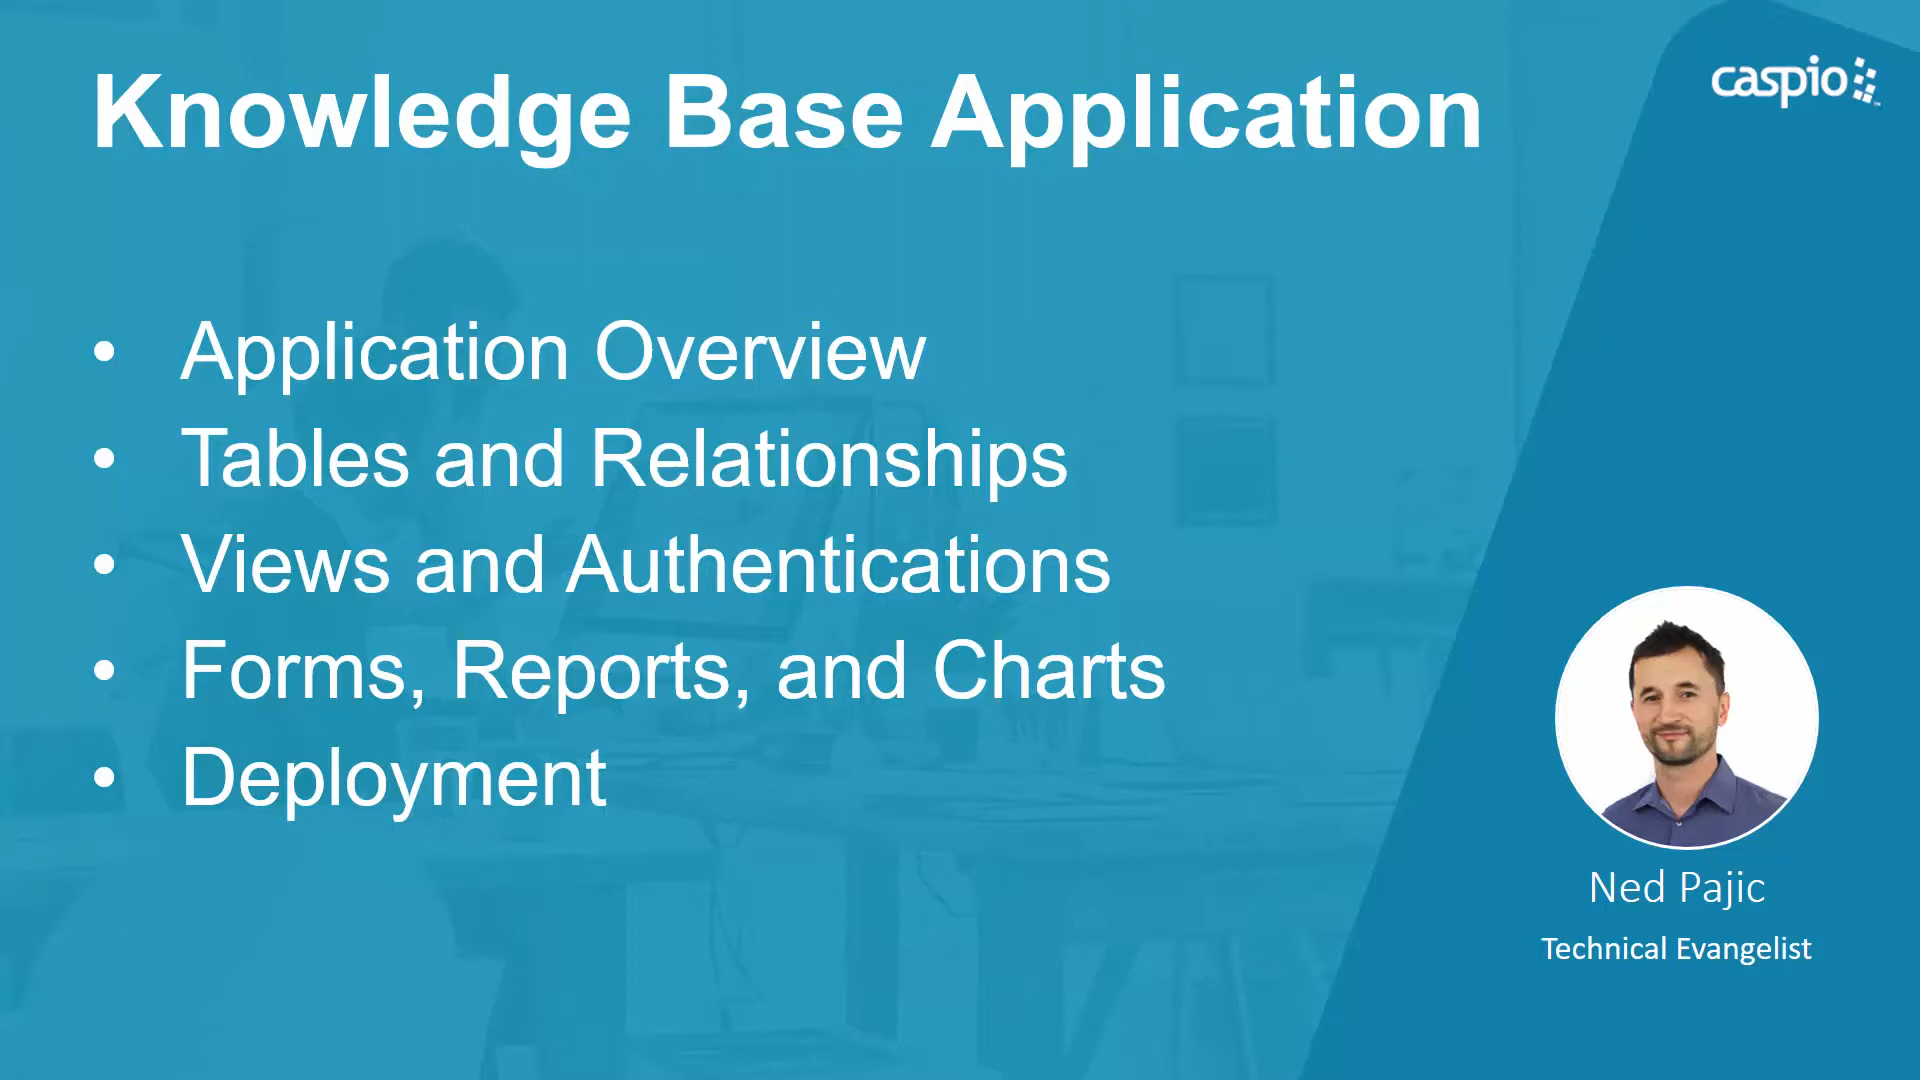 Knowledge Base Application
caspio
• Application Overview
• Tables and Relationships
• Views and Authentications
• Forms, Reports, and Charts
• Deployment
Ned Pajic
Technical Evangelist